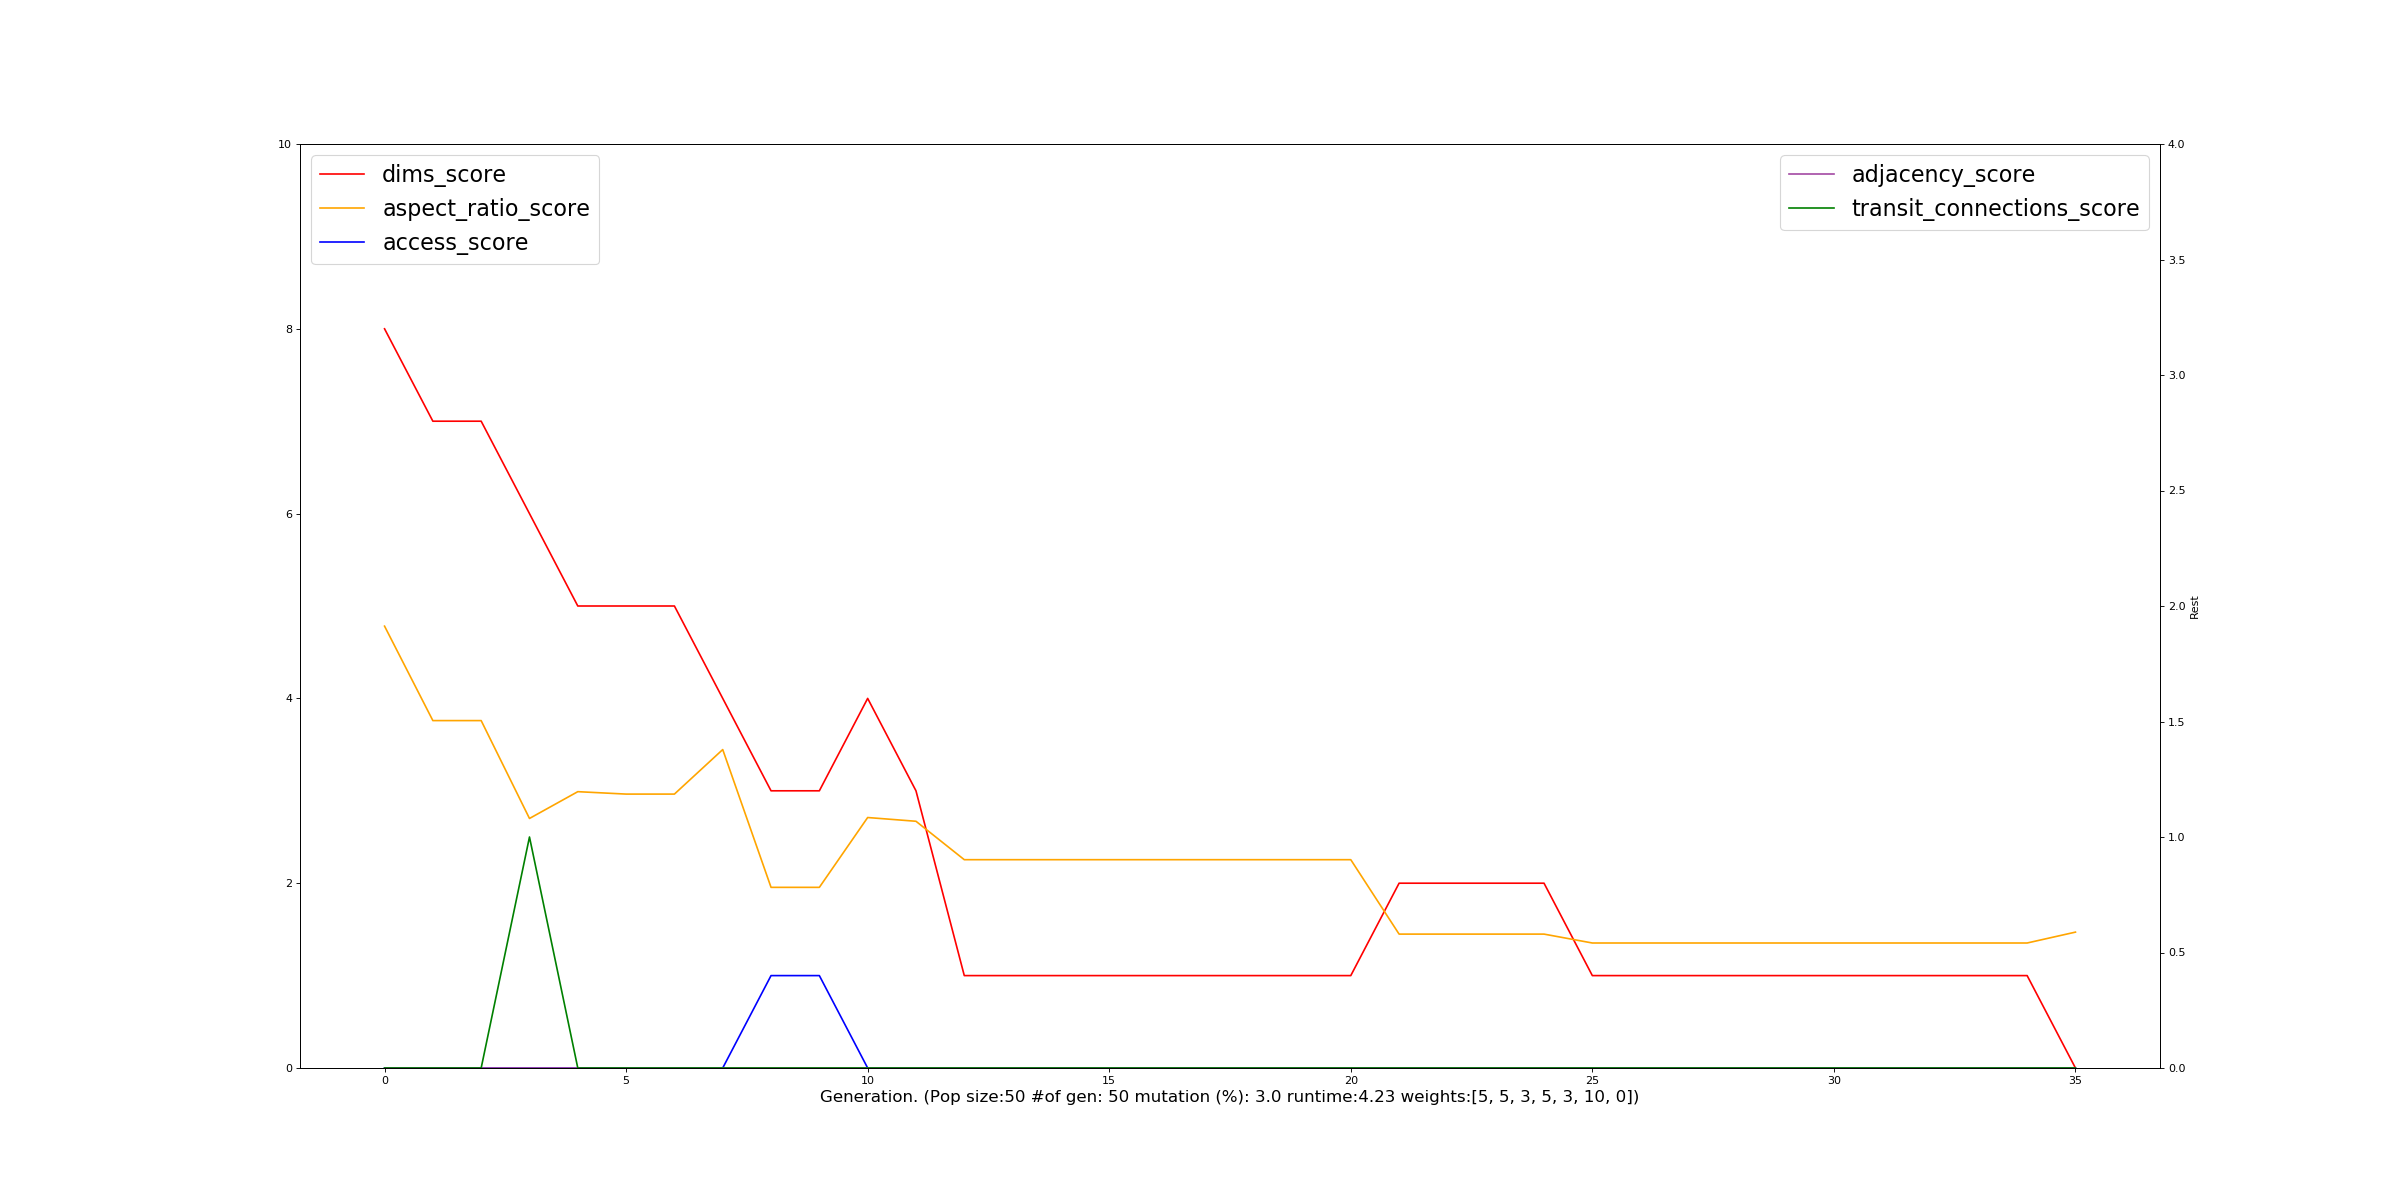 dims_score
aspect_ratio_score
access_score
adjacency_score
transit_connections_score
10
8
6
4
2
0
4.0
3.5
3.0
2.5
2.0
1.5
1.0
0.5
0.0
Rest
0 5 10 15 20 25 30 35
Generation. (Pop size:50 #of gen: 50 mutation (%): 3.0 runtime:4.23 weights:[5, 5, 3, 5, 3, 10, 0])